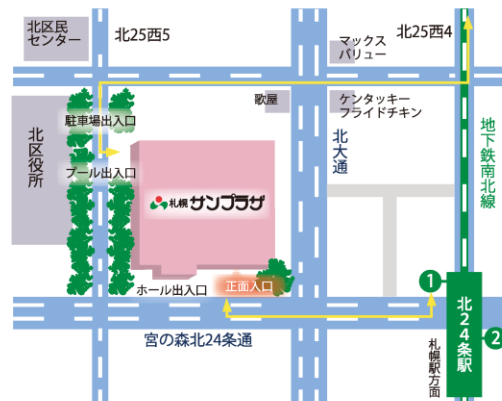 北区民
センター
北25西5
マックス
バリュー
北25西4
歌屋
ケンタッキー
フライドチキン
駐車場出入口
北区役所
プール出入口
札幌 サンプラザ
北大通
地下鉄南北線
ホール出入口
正面入口
1
北24条駅
2
札幌駅方面
宮の森北24条通